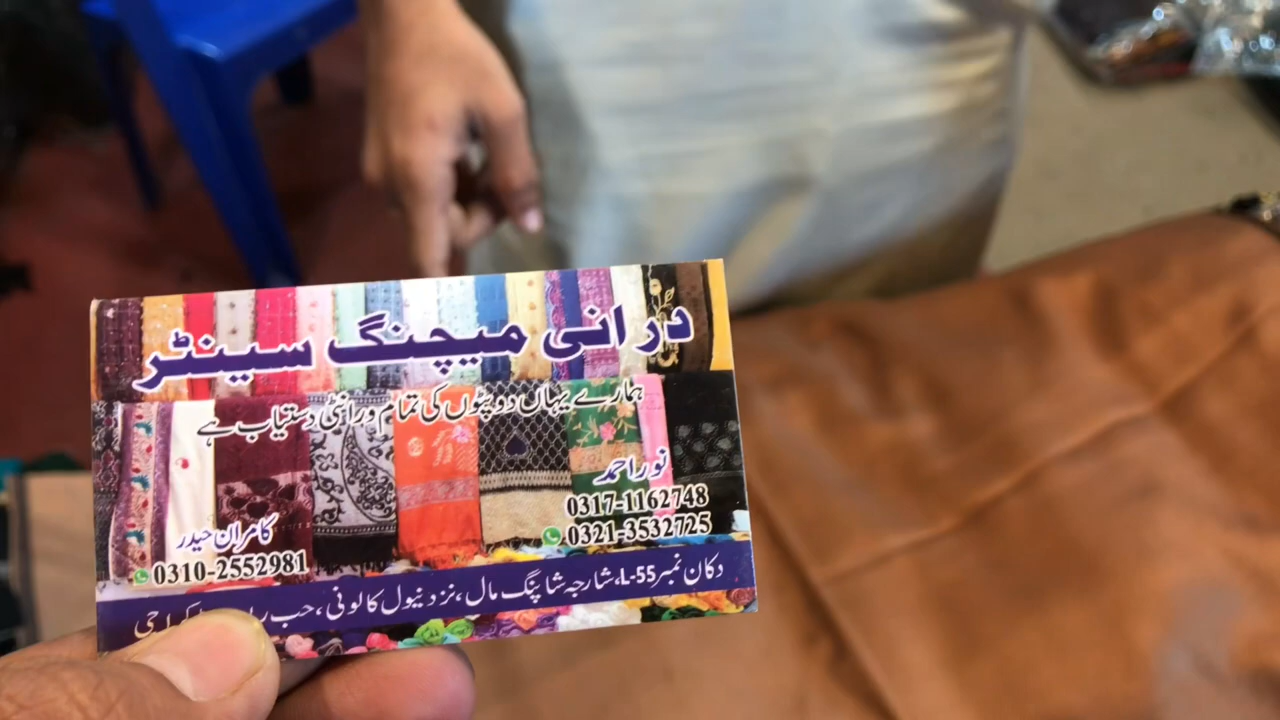 درانی میچنگ سینٹر
ہمارے یہاں دوپٹوں کی تمام ورائٹی دستیاب ہے
نور احمد
0317-1162748
0321-3532725
کامران حیدر
0310-2552981
دکان نمبر L-55، شارجہ شاپنگ مال، نزد نیول کالونی، حب کراچی